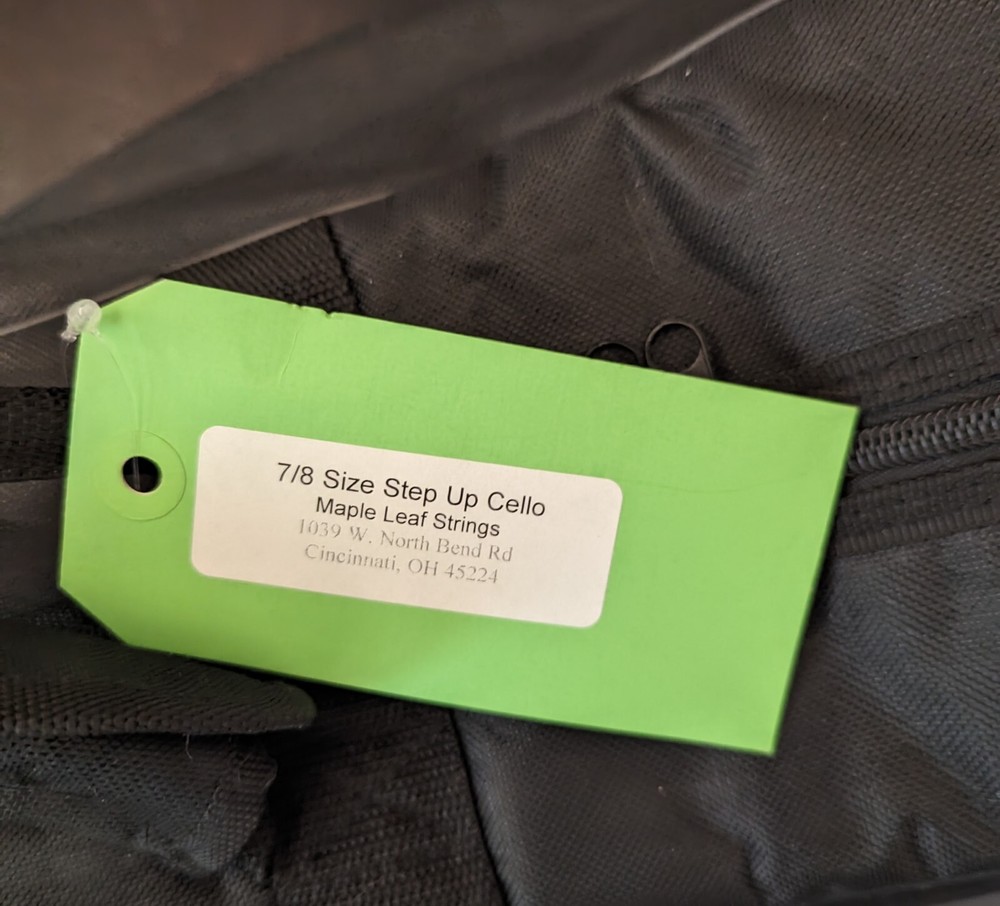 7/8 Size Step Up Cello
Maple Leaf Strings
1039 W. North Bend Rd
Cincinnati, OH 45224